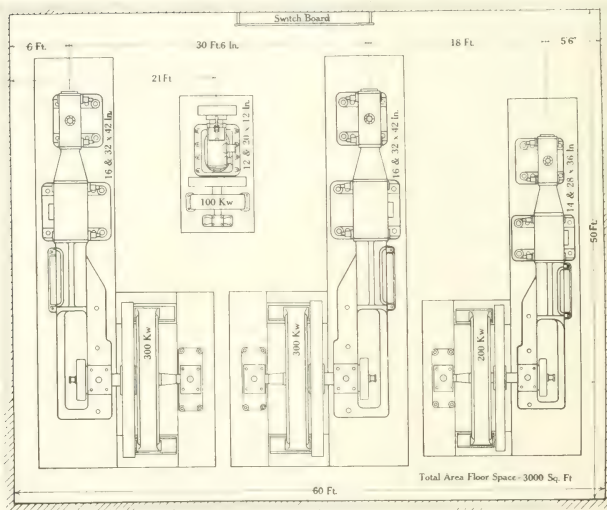 Switch Board
6 Ft.
30 Ft.6 In.
18 Ft.
5'6"
21 Ft.
16 & 32 x 42 In.
12 & 20 x 12 In.
16 & 32 x 42 In.
14 & 28 x 36 In
100 Kw
50 Ft.
300 Kw
300 Kw
200 Kw
Total Area Floor Space - 3000 Sq. Ft
60 Ft.